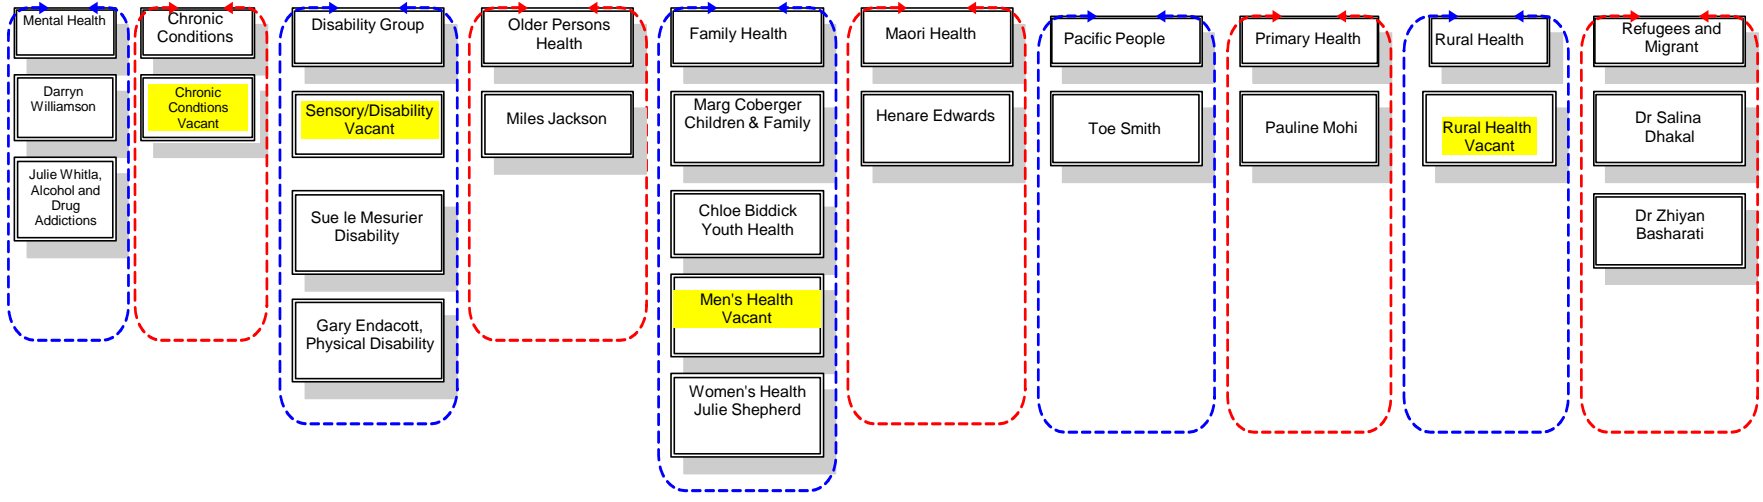 Mental Health
Darryn
Williamson
Julie Whitla,
Alcohol and
Drug
Addictions
Chronic
Conditions
Chronic
Condtions
Vacant
Disability Group
Sensory/Disability
Vacant
Sue le Mesurier
Disability
Gary Endacott,
Physical Disability
Older Persons
Health
Miles Jackson
Family Health
Marg Coberger
Children & Family
Chloe Biddick
Youth Health
Men's Health
Vacant
Women's Health
Julie Shepherd
Maori Health
Henare Edwards
Pacific People
Toe Smith
Primary Health
Pauline Mohi
Rural Health
Rural Health
Vacant
Refugees and
Migrant
Dr Salina
Dhakal
Dr Zhiyan
Basharati